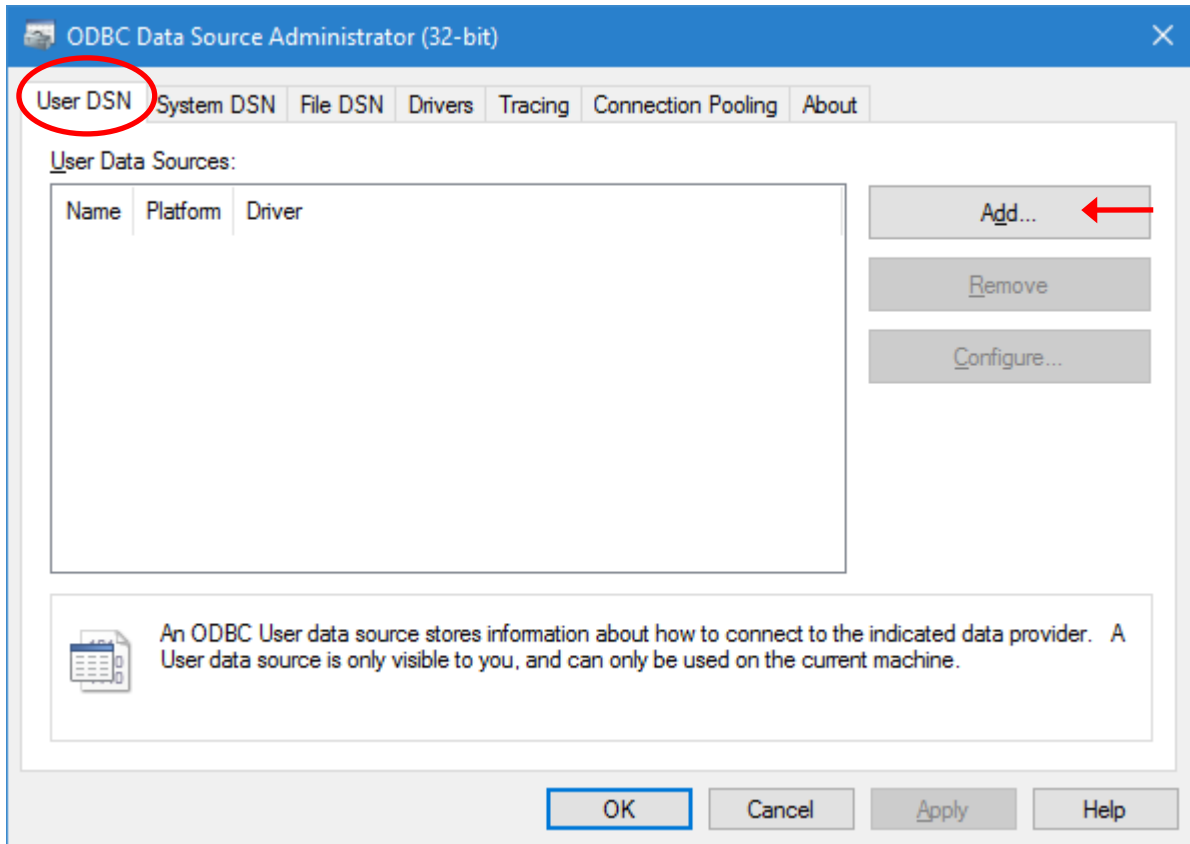 ODBC Data Source Administrator (32-bit)
User DSN System DSN File DSN Drivers Tracing Connection Pooling About
User Data Sources:
Name Platform Driver
Add...
Remove
Configure...
An ODBC User data source stores information about how to connect to the indicated data provider. A
User data source is only visible to you, and can only be used on the current machine.
OK Cancel Apply Help